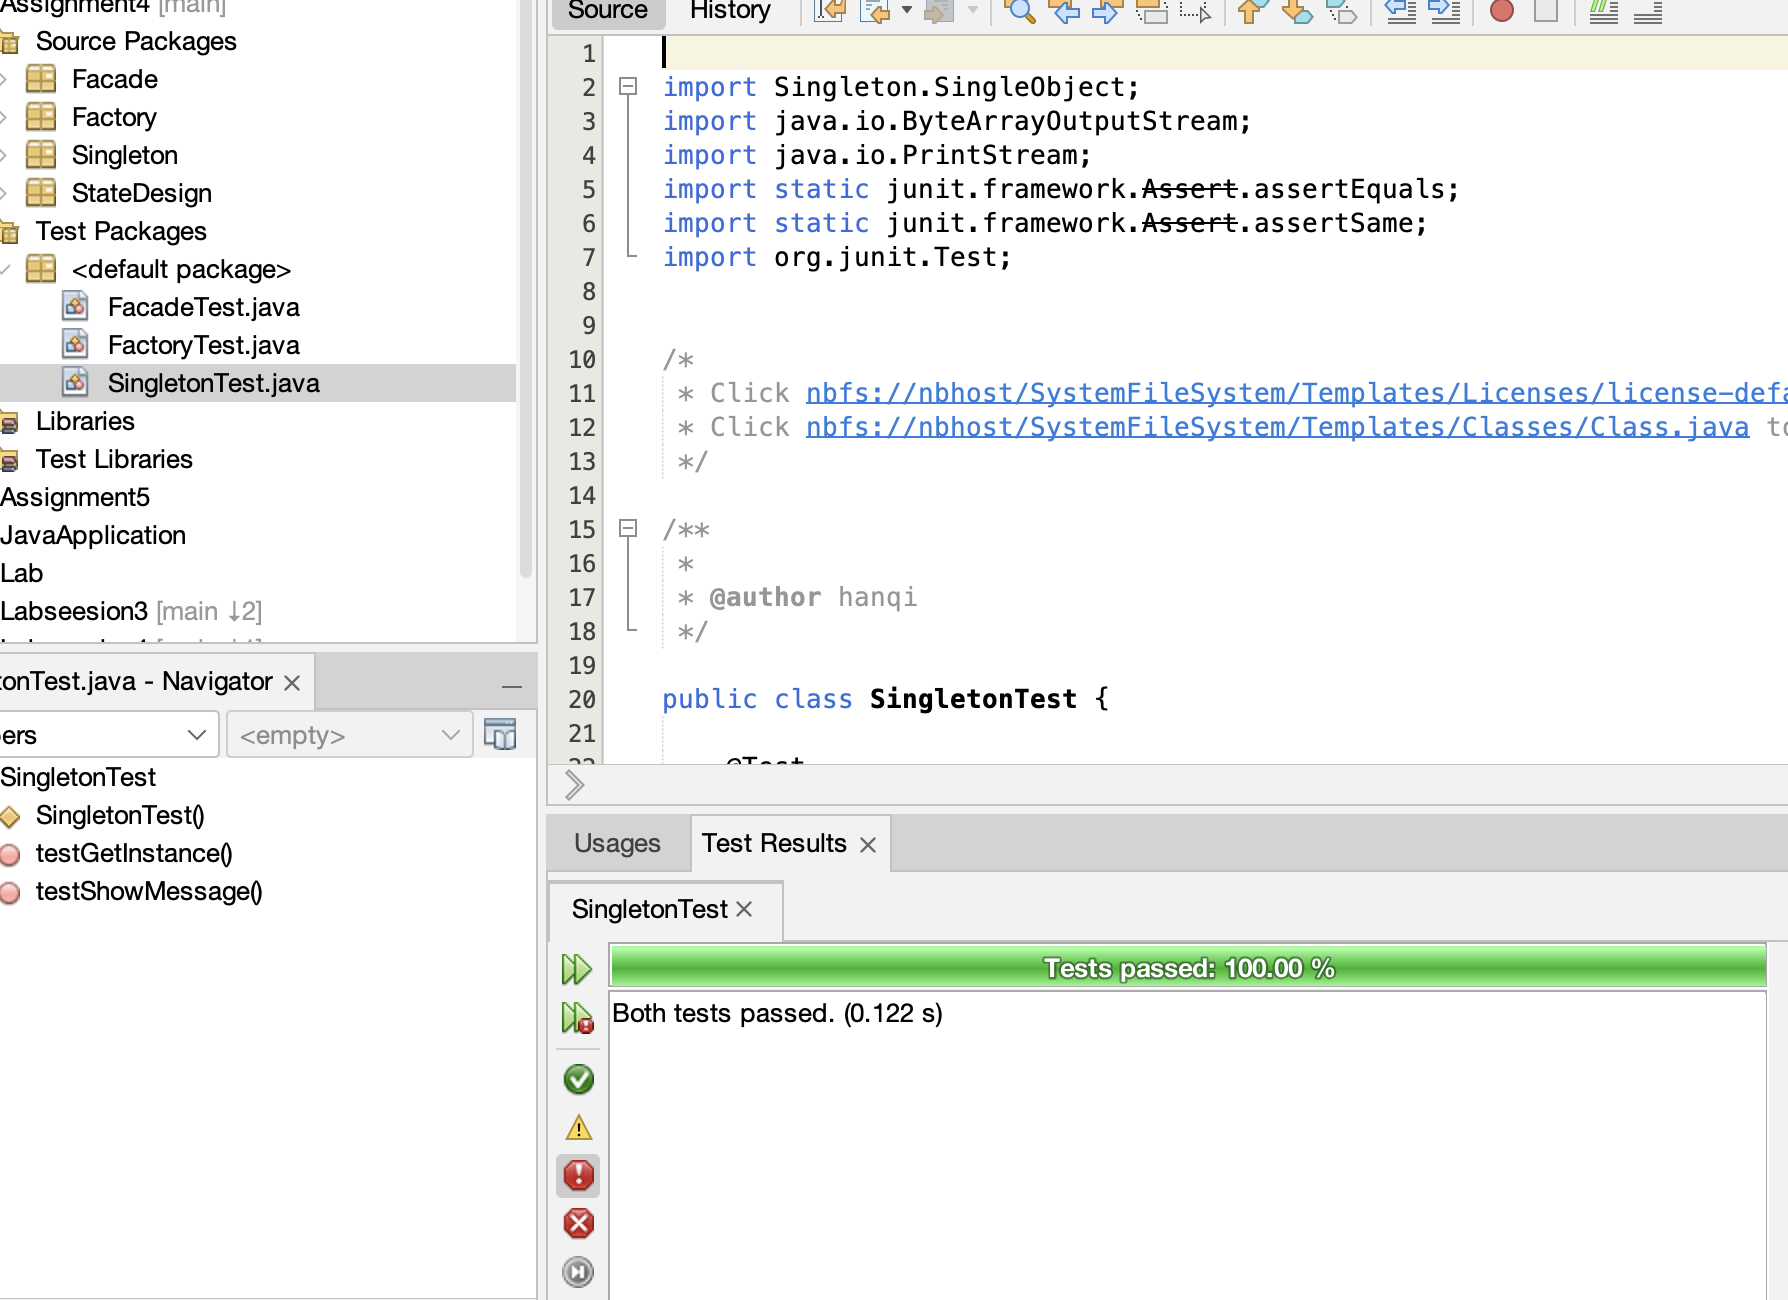 Assignment4 [main]
Source Packages
Facade
Factory
Singleton
StateDesign
Test Packages
<default package>
FacadeTest.java
FactoryTest.java
SingletonTest.java
Libraries
Test Libraries
Assignment5
JavaApplication
Lab
Labseesion3 [main ↓2]
onTest.java - Navigator
ers
<empty>
SingletonTest
SingletonTest()
testGetInstance()
testShowMessage()
Source History
1
2 import Singleton.SingleObject;
3 import java.io.ByteArrayOutputStream;
4 import java.io.PrintStream;
5 import static junit.framework.Assert.assertEquals;
6 import static junit.framework.Assert.assertSame;
7 import org.junit.Test;
8
9
10 /*
11 * Click nbfs://nbhost/SystemFileSystem/Templates/Licenses/license-defa
12 * Click nbfs://nbhost/SystemFileSystem/Templates/Classes/Class.java to
13 */
14
15 /**
16 *
17 * @author hanqi
18 */
19
20 public class SingletonTest {
21
22 @Test
Usages Test Results
SingletonTest
Tests passed: 100.00 %
Both tests passed. (0.122 s)